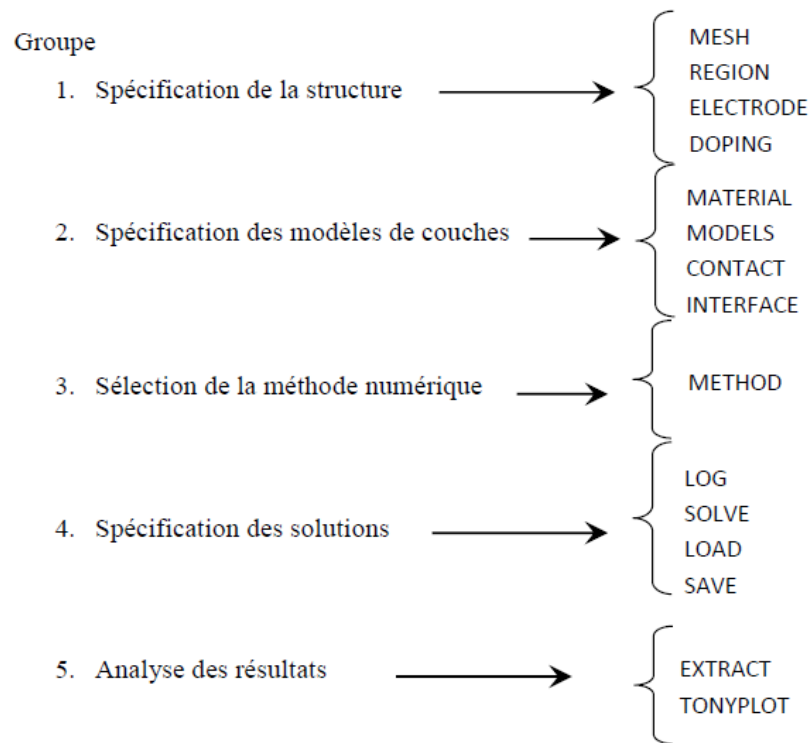 Groupe
1. Spécification de la structure
MESH
REGION
ELECTRODE
DOPING
2. Spécification des modèles de couches
MATERIAL
MODELS
CONTACT
INTERFACE
3. Sélection de la méthode numérique
METHOD
4. Spécification des solutions
LOG
SOLVE
LOAD
SAVE
5. Analyse des résultats
EXTRACT
TONYPLOT